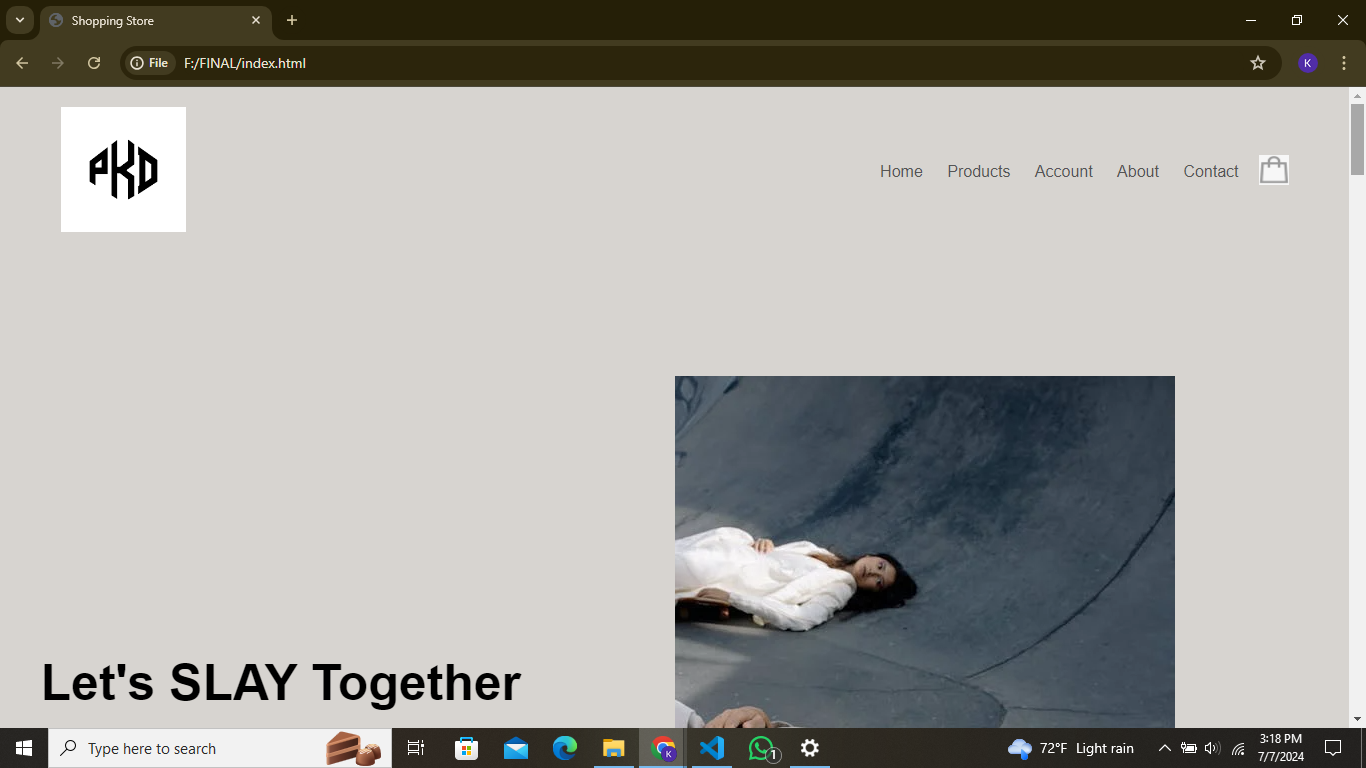 Shopping Store
File F:/FINAL/index.html
K
PKD
Home Products Account About Contact
Let's SLAY Together
Type here to search
K
1
72°F Light rain
3:18 PM
7/7/2024